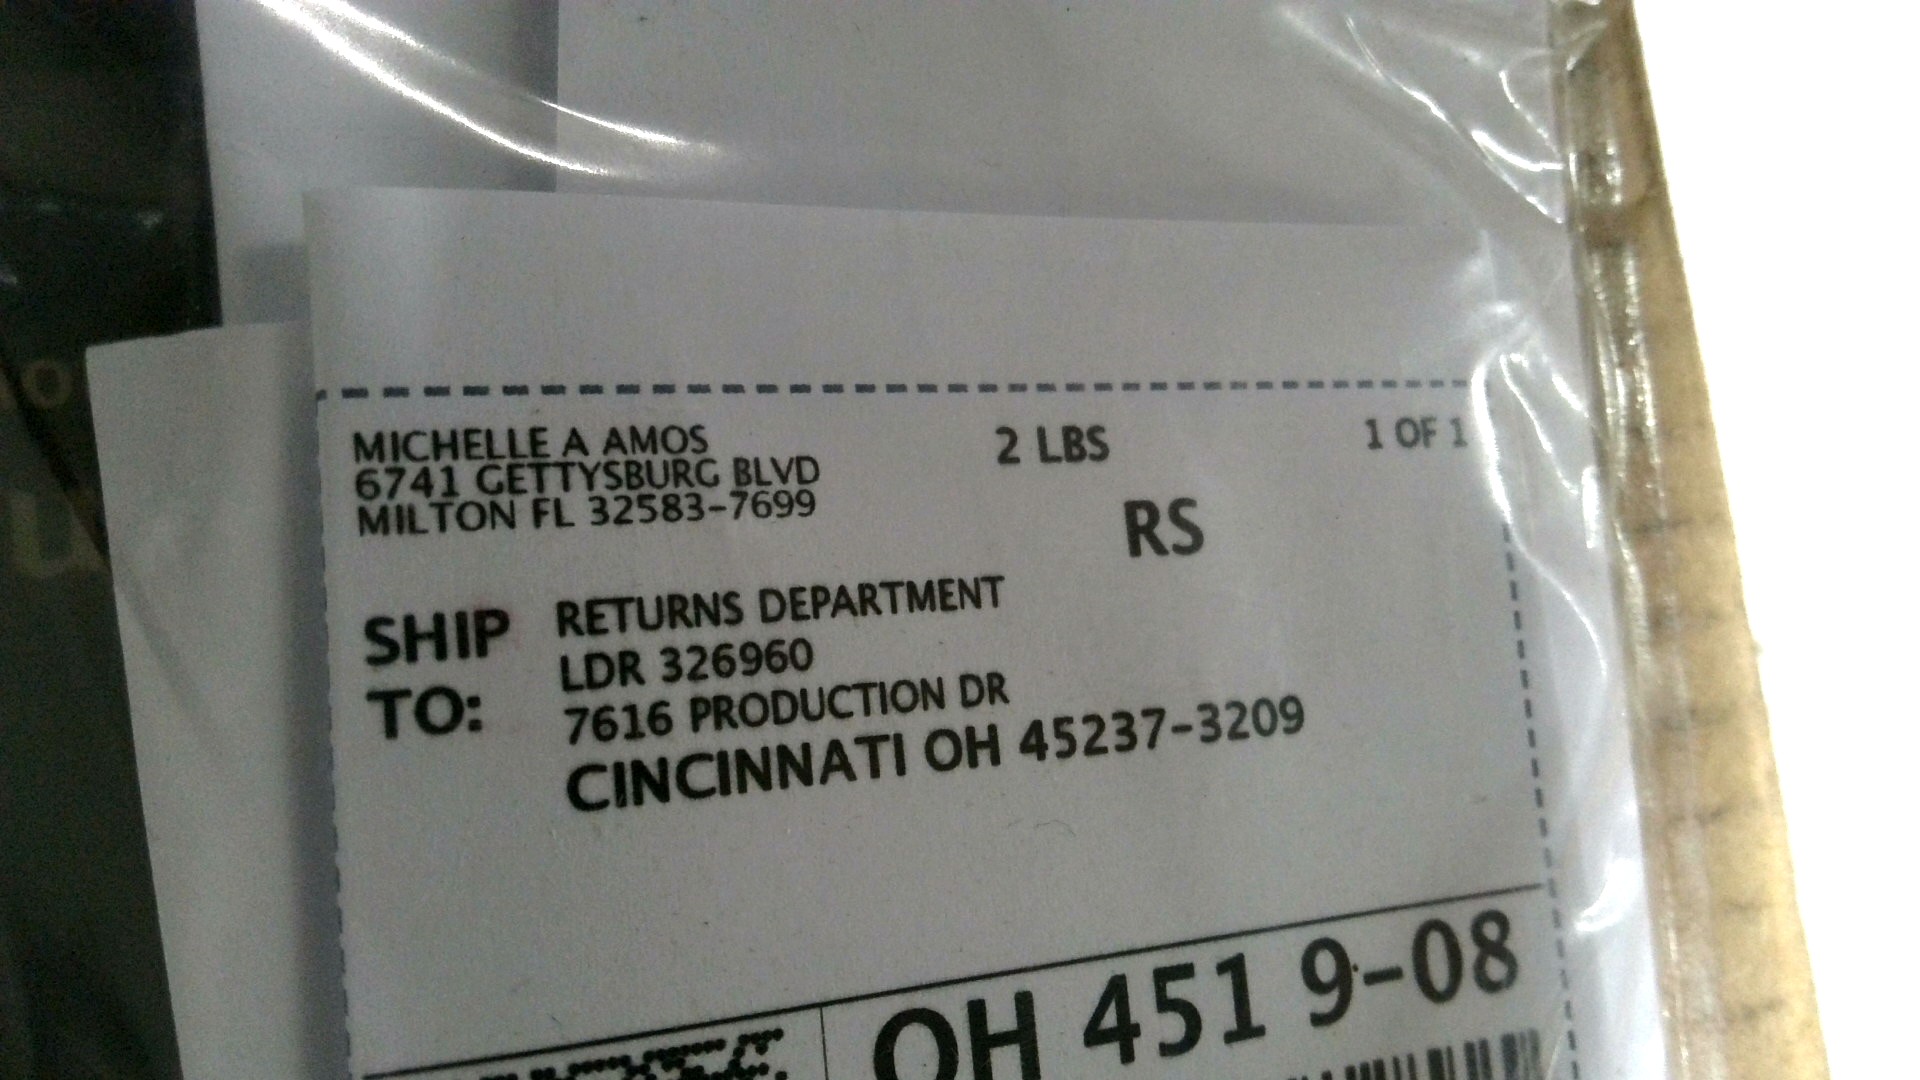 MICHELLE A AMOS
6741 GETTYSBURG BLVD
MILTON FL 32583-7699
2 LBS
1 OF 1
RS
SHIP TO:
RETURNS DEPARTMENT
LDR 326960
7616 PRODUCTION DR
CINCINNATI OH 45237-3209
OH 451 9-08